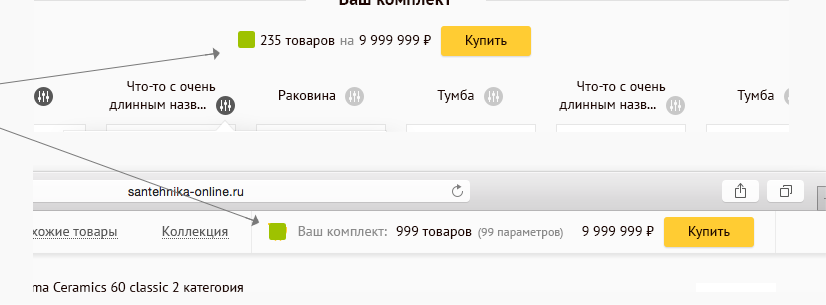 Ваш комплект
235 товаров на 9 999 999 ₽ Купить
Что-то с очень
длинным назв...
Раковина
Тумба
Что-то с очень
длинным назв...
Тумба
santehnika-online.ru
хожие товары Коллекция Ваш комплект: 999 товаров (99 параметров) 9 999 999 ₽ Купить
ma Ceramics 60 classic 2 категория